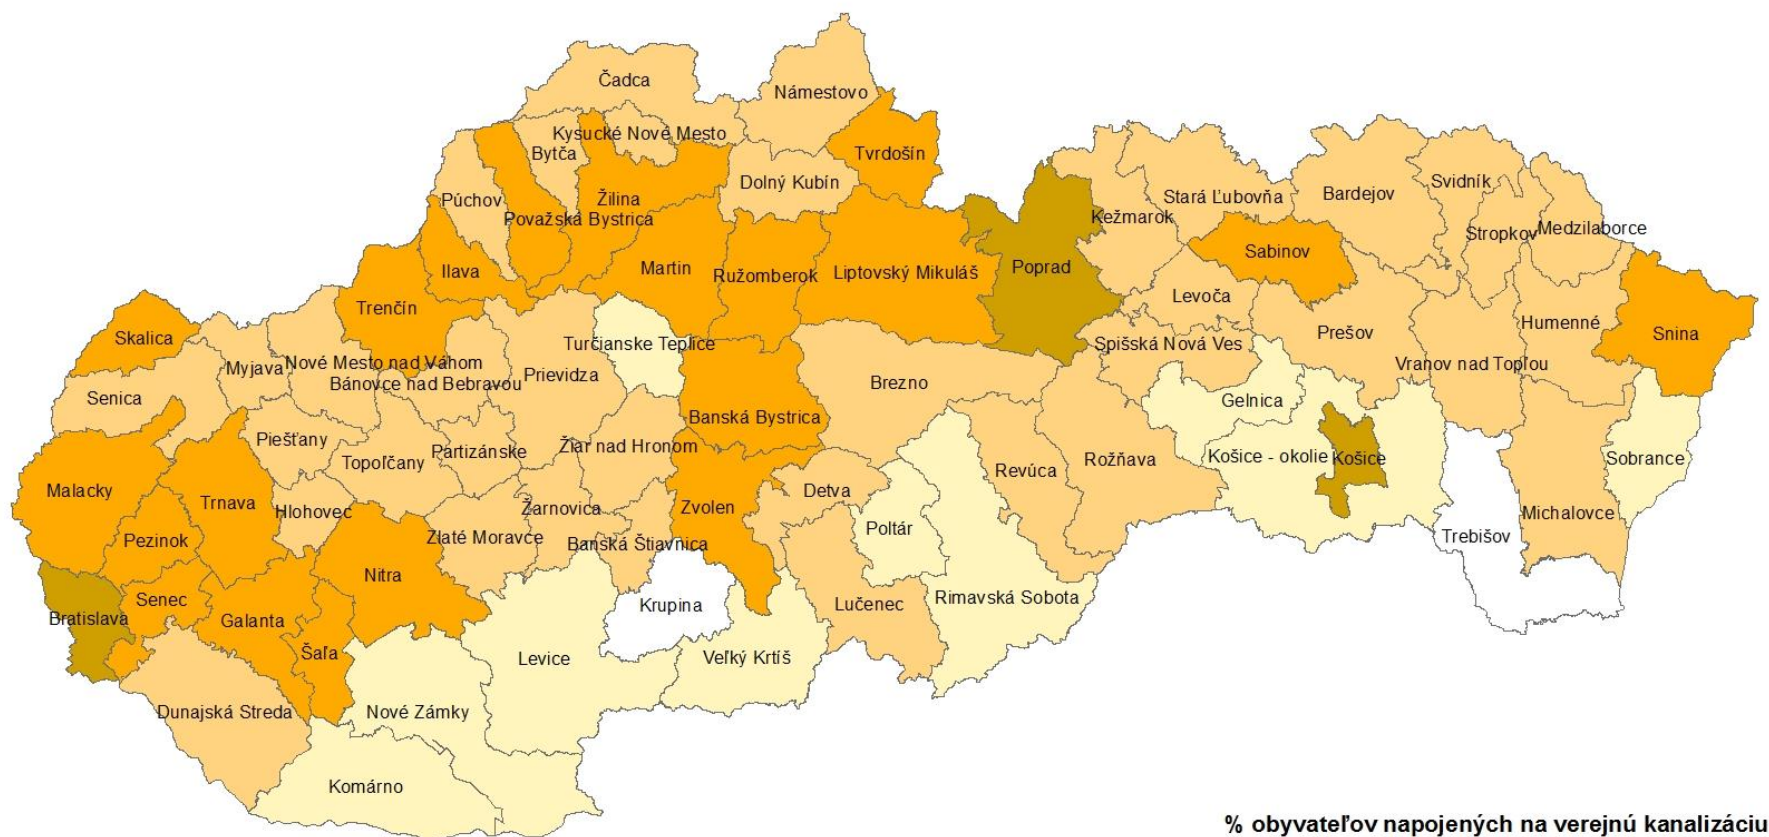 Čadca
Námestovo
Kysucké Nové Mesto
Bytča
Tvrdošín
Dolný Kubín
Púchov
Žilina
Považská Bystrica
Stará Ľubovňa
Bardejov
Svidník
Kežmarok
Stropkov
Medzilaborce
Ilava
Martin
Ružomberok
Liptovský Mikuláš
Poprad
Sabinov
Levoča
Trenčín
Skalica
Turčianske Teplice
Spišská Nová Ves
Prešov
Humenné
Snina
Myjava
Nové Mesto nad Váhom
Bánovce nad Bebravou
Prievidza
Brezno
Vranov nad Topľou
Senica
Gelnica
Banská Bystrica
Piešťany
Topoľčany
Partizánske
Žiar nad Hronom
Revúca
Rožňava
Košice - okolie
Košice
Sobrance
Malacky
Trnava
Hlohovec
Žarnovica
Zvolen
Detva
Poltár
Michalovce
Pezinok
Zlaté Moravce
Banská Štiavnica
Trebišov
Nitra
Senec
Bratislava
Galanta
Krupina
Lučenec
Rimavská Sobota
Šaľa
Levice
Veľký Krtíš
Dunajská Streda
Nové Zámky
Komárno
% obyvateľov napojených na verejnú kanalizáciu